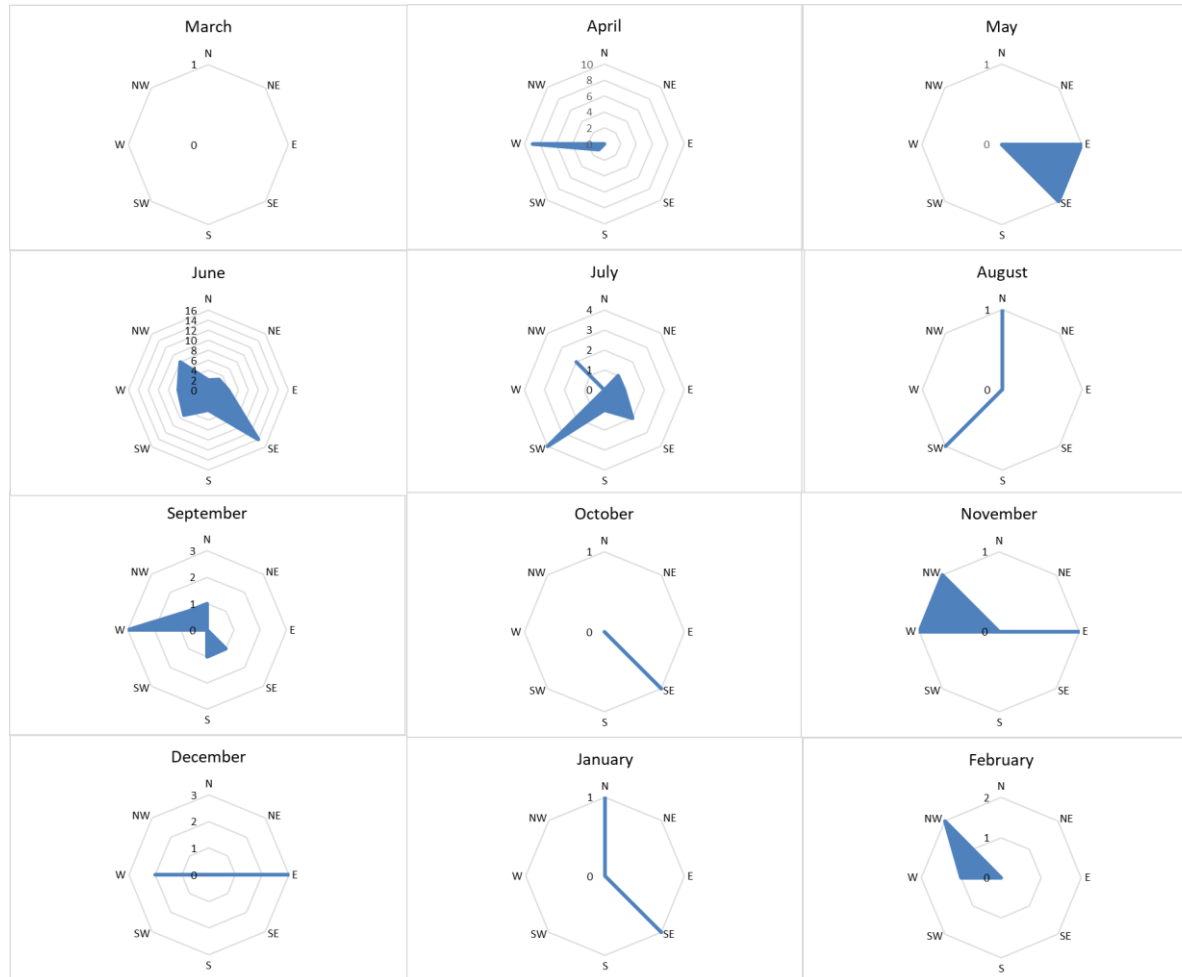 March
N
1
NW
NE
W
0
E
SW
SE
S
April
N
10
NW
8
NE
6
4
2
W
0
E
SW
SE
S
May
N
1
NW
NE
W
0
E
SW
SE
S
June
N
16
NW
14
NE
12
10
8
6
4
2
W
0
E
SW
SE
S
July
N
4
NW
3
NE
2
1
W
0
E
SW
SE
S
August
N
1
NW
NE
W
0
E
SW
SE
S
September
N
3
NW
NE
2
1
W
0
E
SW
SE
S
October
N
1
NW
NE
W
0
E
SW
SE
S
November
N
1
NW
NE
W
0
E
SW
SE
S
December
N
3
NW
NE
2
1
W
0
E
SW
SE
S
January
N
1
NW
NE
W
0
E
SW
SE
S
February
N
2
NW
NE
1
W
0
E
SW
SE
S